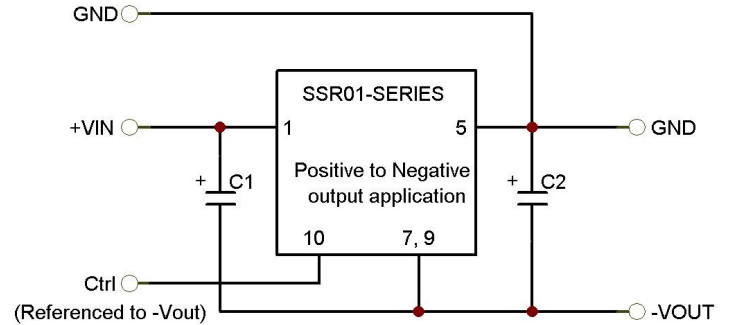 GND
SSR01-SERIES
+VIN
1
5
GND
Positive to Negative
output application
+ C1
+ C2
10
7, 9
Ctrl
(Referenced to -Vout)
-VOUT